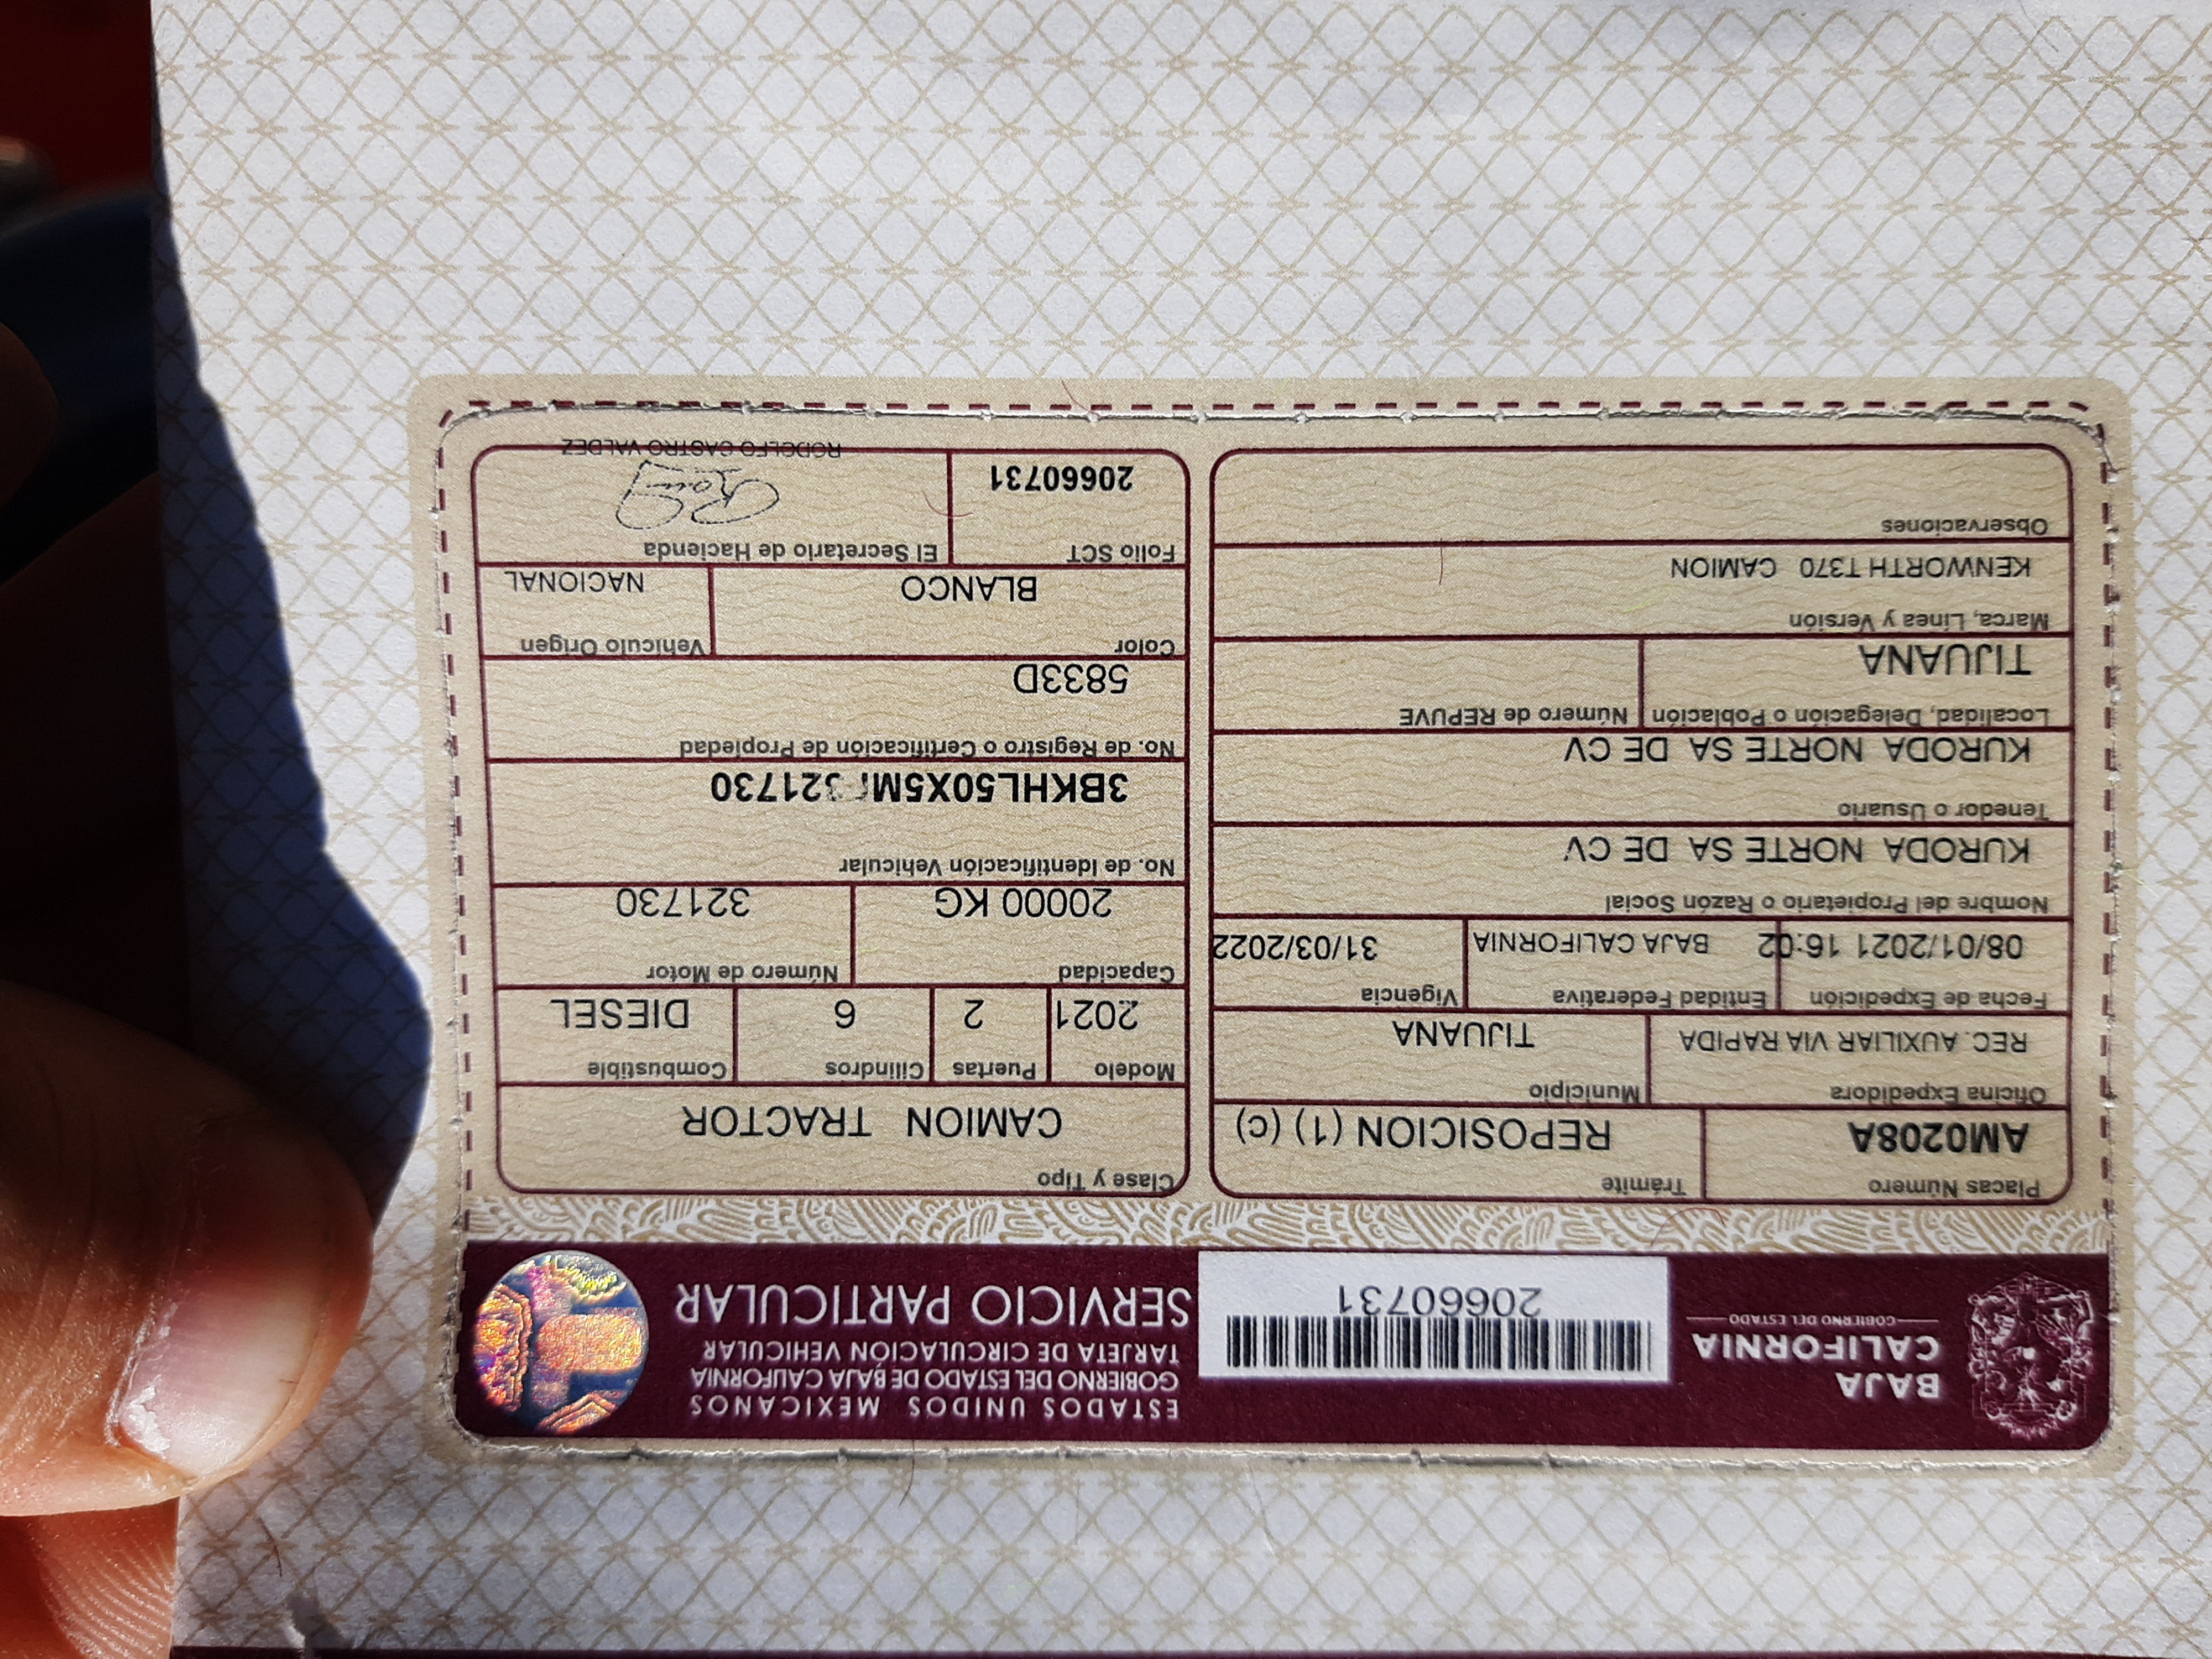 BAJA
CALIFORNIA
GOBIERNO DEL ESTADO
20660731
ESTADOS UNIDOS MEXICANOS
GOBIERNO DEL ESTADO DE BAJA CALIFORNIA
TARJETA DE CIRCULACIÓN VEHICULAR
SERVICIO PARTICULAR
Placas Número Trámite
AM0208A REPOSICION (1) (C)
Oficina Expedidora Municipio
REC. AUXILIAR VIA RAPIDA TIJUANA
Fecha de Expedición Entidad Federativa Vigencia
08/01/2021 16:02 BAJA CALIFORNIA 31/03/2022
Nombre del Propietario o Razón Social
KURODA NORTE SA DE CV
Tenedor o Usuario
KURODA NORTE SA DE CV
Localidad, Delegación o Población Número de REPUVE
TIJUANA
Marca, Línea y Versión
KENWORTH T370 CAMION
Observaciones
Clase y Tipo
CAMION TRACTOR
Modelo Puertas Cilindros Combustible
2021 2 6 DIESEL
Capacidad Número de Motor
20000 KG 321730
No. de Identificación Vehicular
No. de Registro o Certificación de Propiedad
5833D
Color Vehículo Origen
BLANCO NACIONAL
Folio SCT El Secretario de Hacienda
20660731
RODOLFO CASTRO VALDEZ